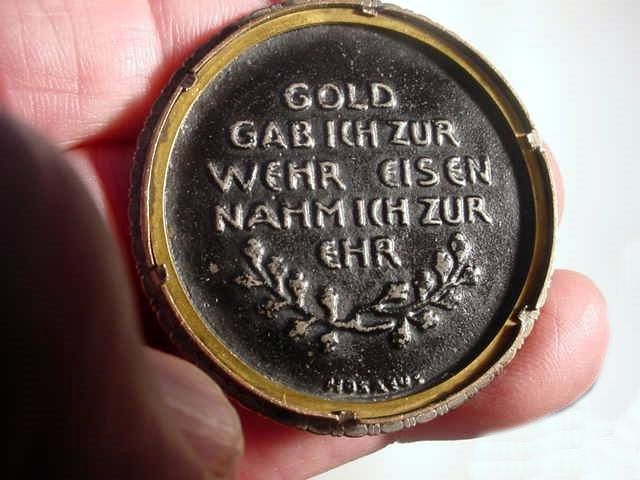 GOLD
GAB ICH ZUR
WEHR EISEN
NAHM ICH ZUR
EHR